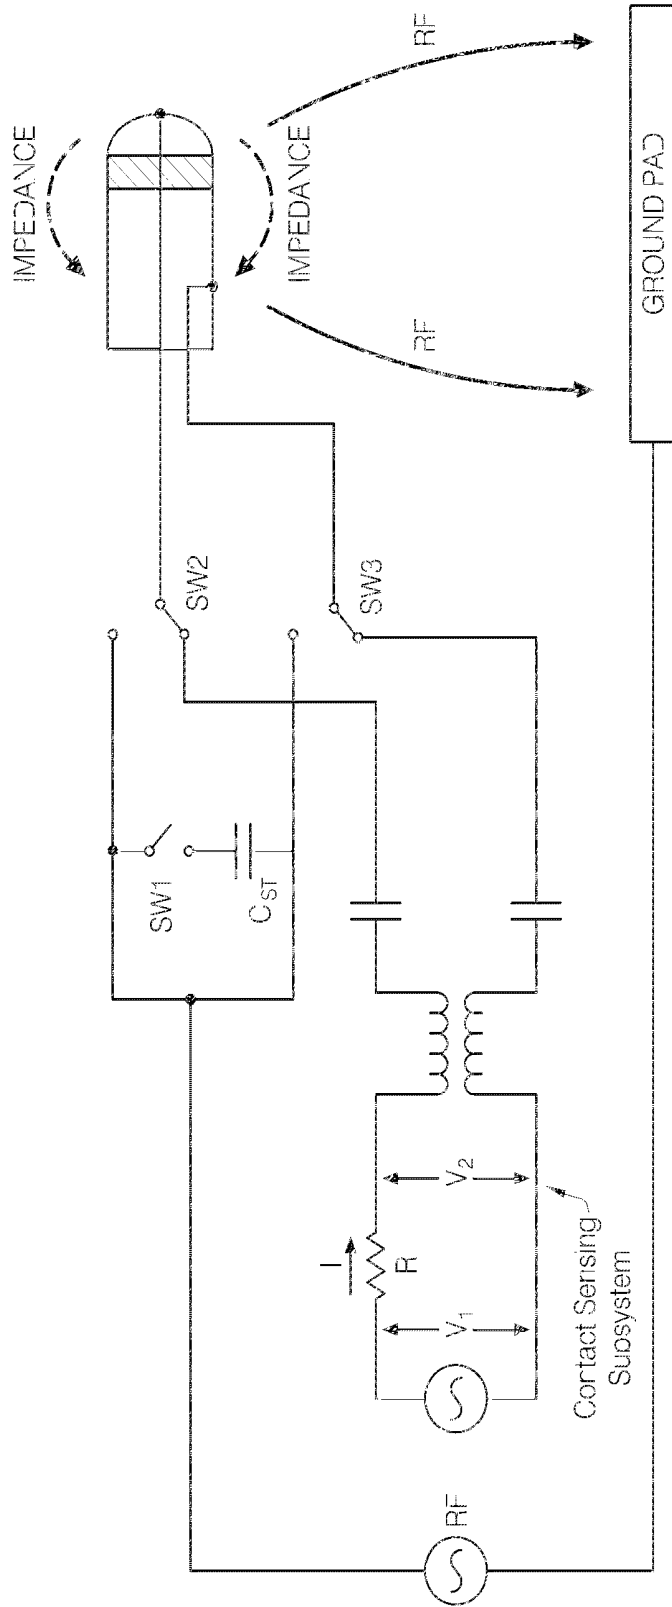 IMPEDANCE
IMPEDANCE
RF
RF
GROUND PAD
SW2
SW3
SW1
C_ST
I
R
V₁
V₂
Contact Sensing
Subsystem
RF